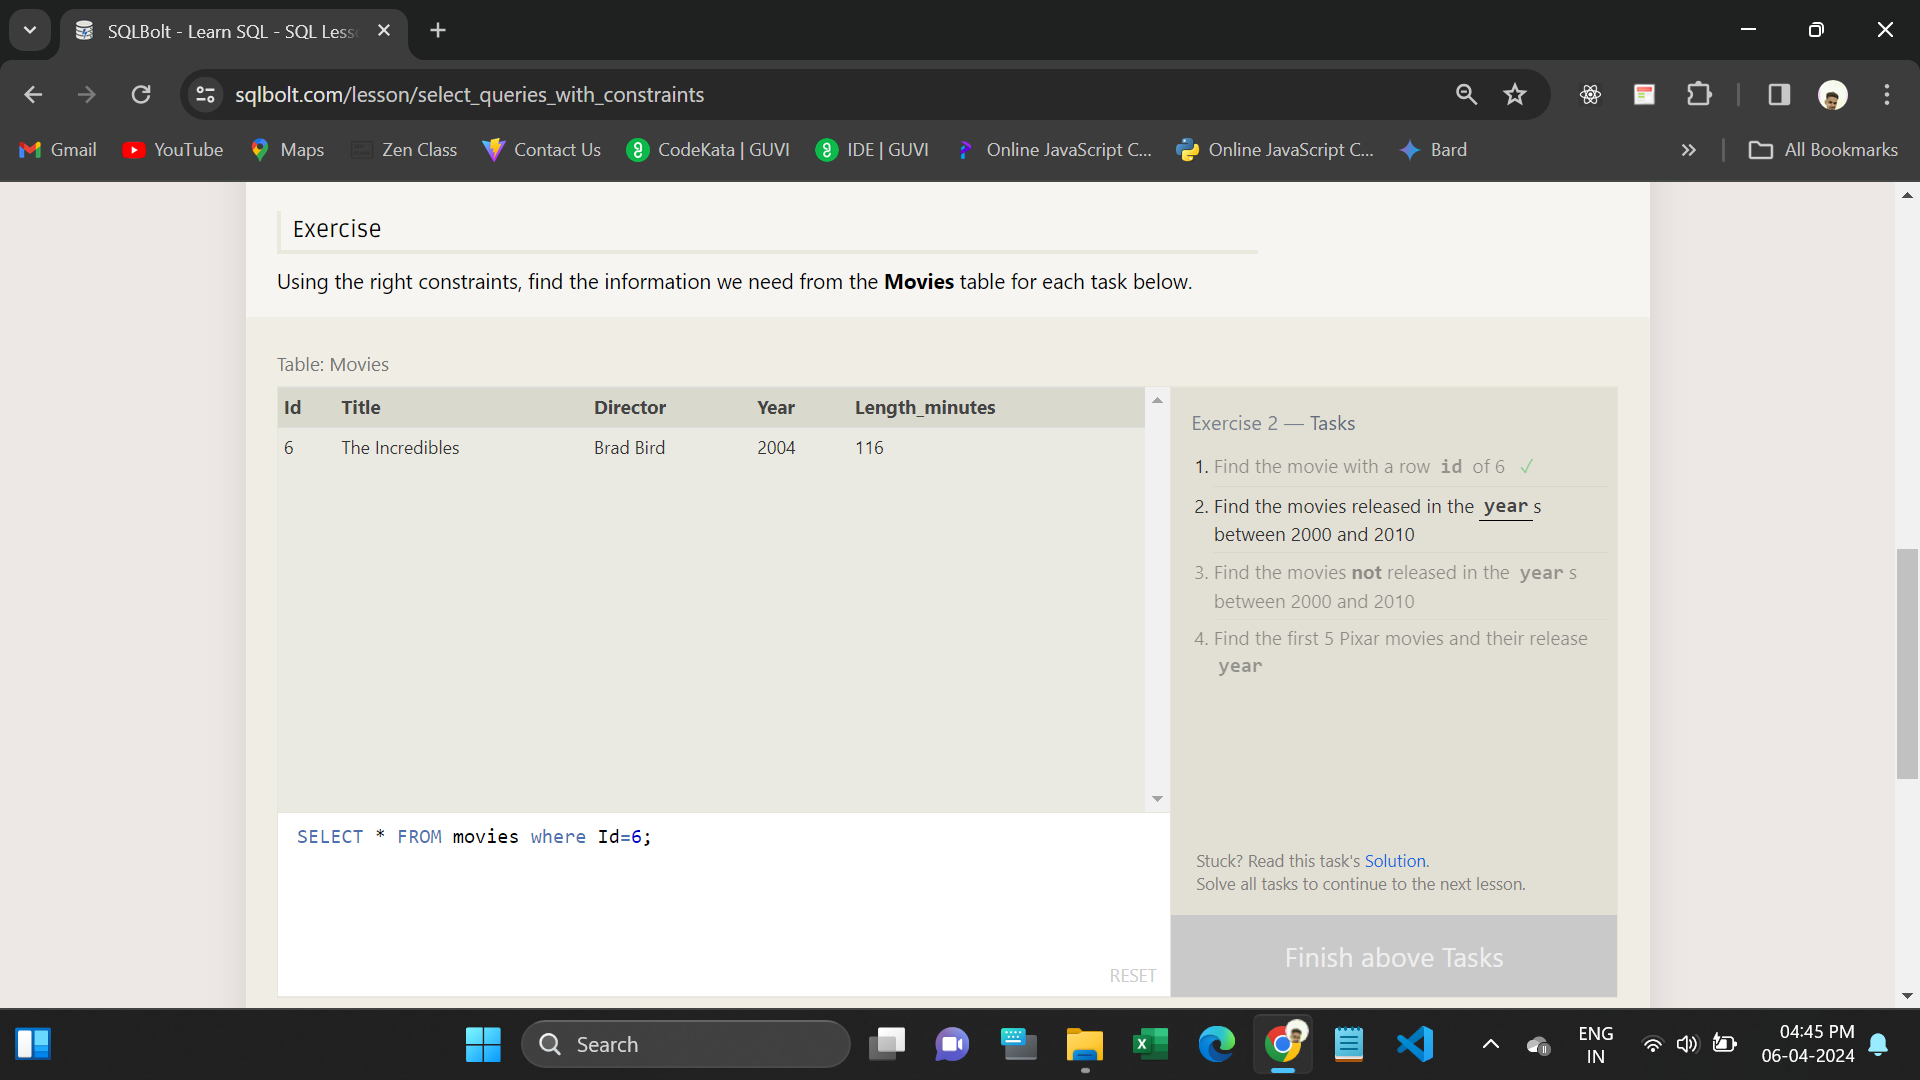 SQLBolt - Learn SQL - SQL Less
sqlbolt.com/lesson/select_queries_with_constraints
Gmail YouTube Maps Zen Class Contact Us CodeKata | GUVI IDE | GUVI Online JavaScript C... Online JavaScript C... Bard All Bookmarks
Exercise
Using the right constraints, find the information we need from the Movies table for each task below.
Table: Movies
Id Title Director Year Length_minutes
6 The Incredibles Brad Bird 2004 116
SELECT * FROM movies where Id=6;
RESET
Exercise 2 — Tasks
1. Find the movie with a row id of 6 ✓
2. Find the movies released in the years
between 2000 and 2010
3. Find the movies not released in the years
between 2000 and 2010
4. Find the first 5 Pixar movies and their release
year
Stuck? Read this task's Solution.
Solve all tasks to continue to the next lesson.
Finish above Tasks
Search
ENG
IN
04:45 PM
06-04-2024